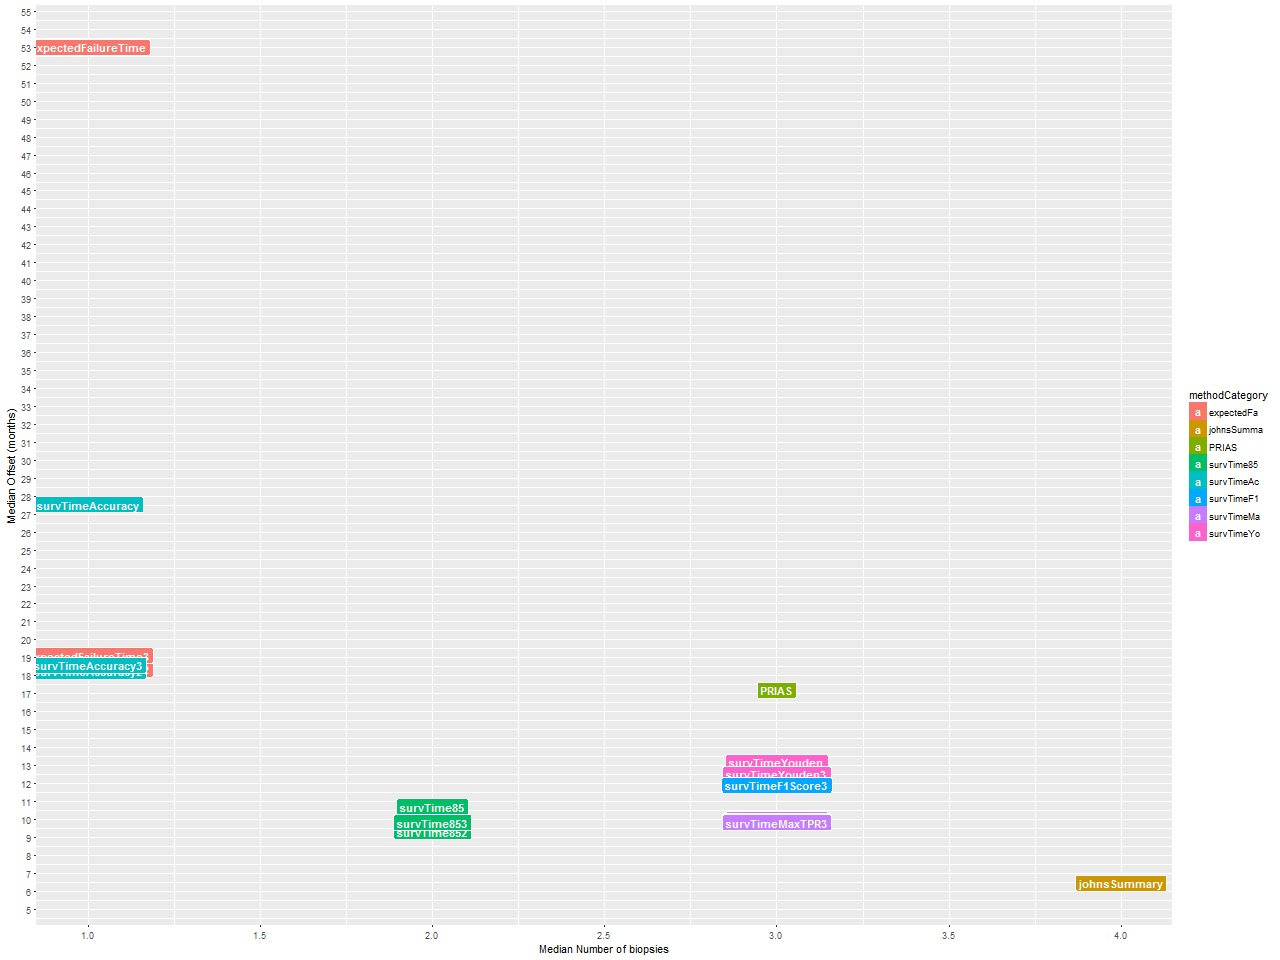 55
54
53
52
51
50
49
48
47
46
45
44
43
42
41
40
39
38
37
36
35
34
33
32
31
30
29
28
27
26
25
24
23
22
21
20
19
18
17
16
15
14
13
12
11
10
9
8
7
6
5
Median Offset (months)
xpectedFailureTime
survTimeAccuracy
xpectedFailureTime3
survTimeAccuracy3
survTimeAccuracy2
PRIAS
survTimeYouden
survTimeYouden3
survTimeF1Score3
survTime85
survTime853
survTime852
survTimeMaxTPR3
johnsSummary
1.0
1.5
2.0
2.5
3.0
3.5
4.0
Median Number of biopsies
methodCategory
a expectedFa
a johnsSumma
a PRIAS
a survTime85
a survTimeAc
a survTimeF1
a survTimeMa
a survTimeYo